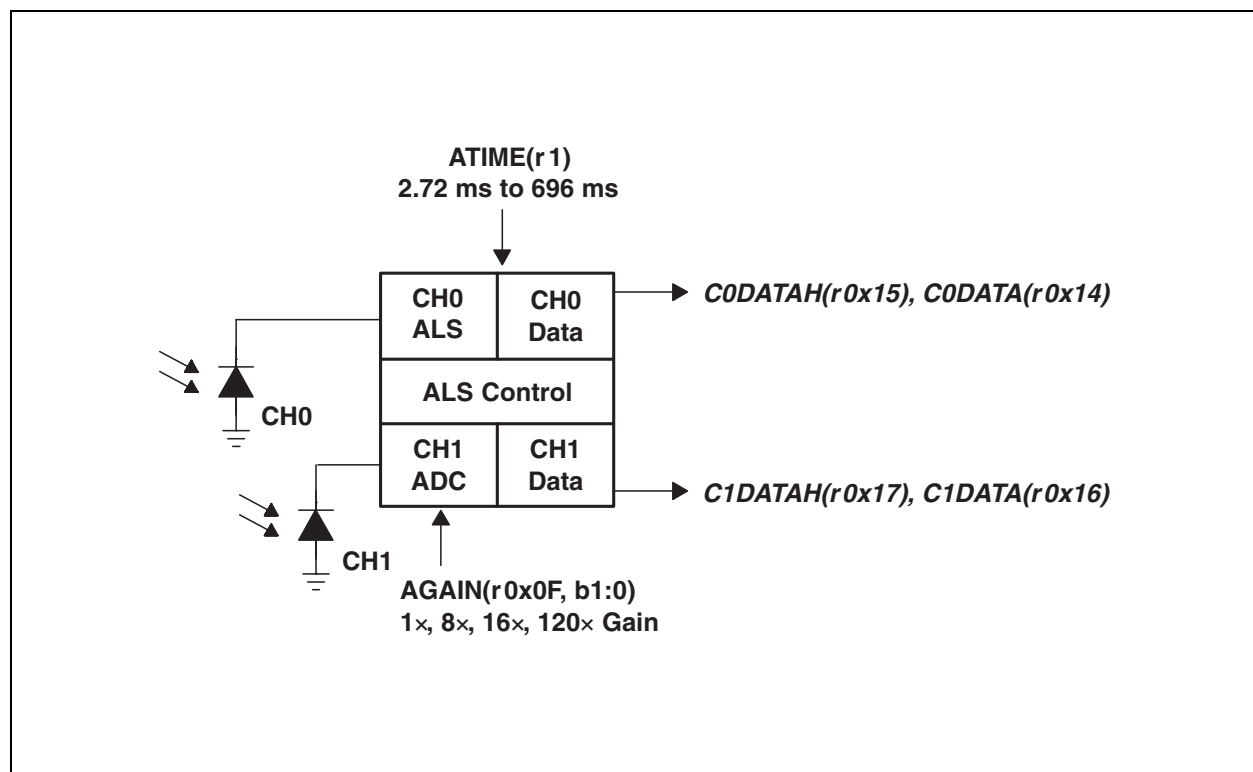 ATIME(r 1)
2.72 ms to 696 ms
CH0
ALS
CH0
Data
C0DATAH(r0x15), C0DATA(r0x14)
ALS Control
CH0
CH1
ADC
CH1
Data
C1DATAH(r0x17), C1DATA(r0x16)
CH1
AGAIN(r0x0F, b1:0)
1×, 8×, 16×, 120× Gain